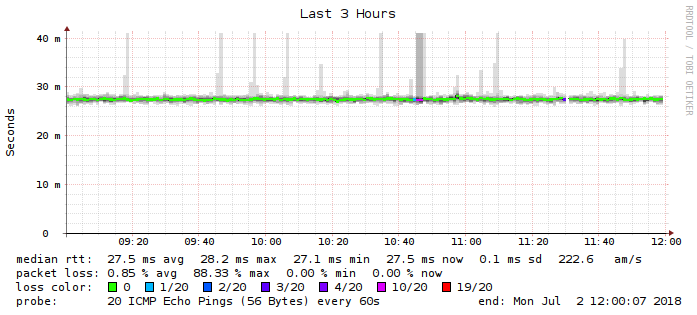 Last 3 Hours
RRDTOOL / TOBI OETIKER
Seconds
40 m
30 m
20 m
10 m
0
09:20 09:40 10:00 10:20 10:40 11:00 11:20 11:40 12:00
median rtt: 27.5 ms avg 28.2 ms max 27.1 ms min 27.5 ms now 0.1 ms sd 222.6 am/s
packet loss: 0.85 % avg 88.33 % max 0.00 % min 0.00 % now
loss color: 0 1/20 2/20 3/20 4/20 10/20 19/20
probe: 20 ICMP Echo Pings (56 Bytes) every 60s end: Mon Jul 2 12:00:07 2018